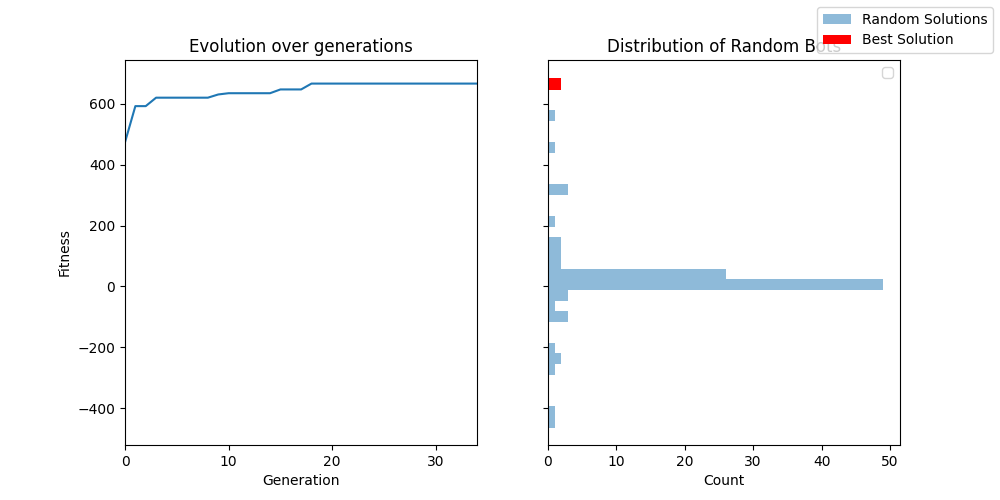 Random Solutions
Best Solution
Evolution over generations
Distribution of Random Bots
Fitness
600
400
200
0
−200
−400
0 10 20 30
Generation
0 10 20 30 40 50
Count